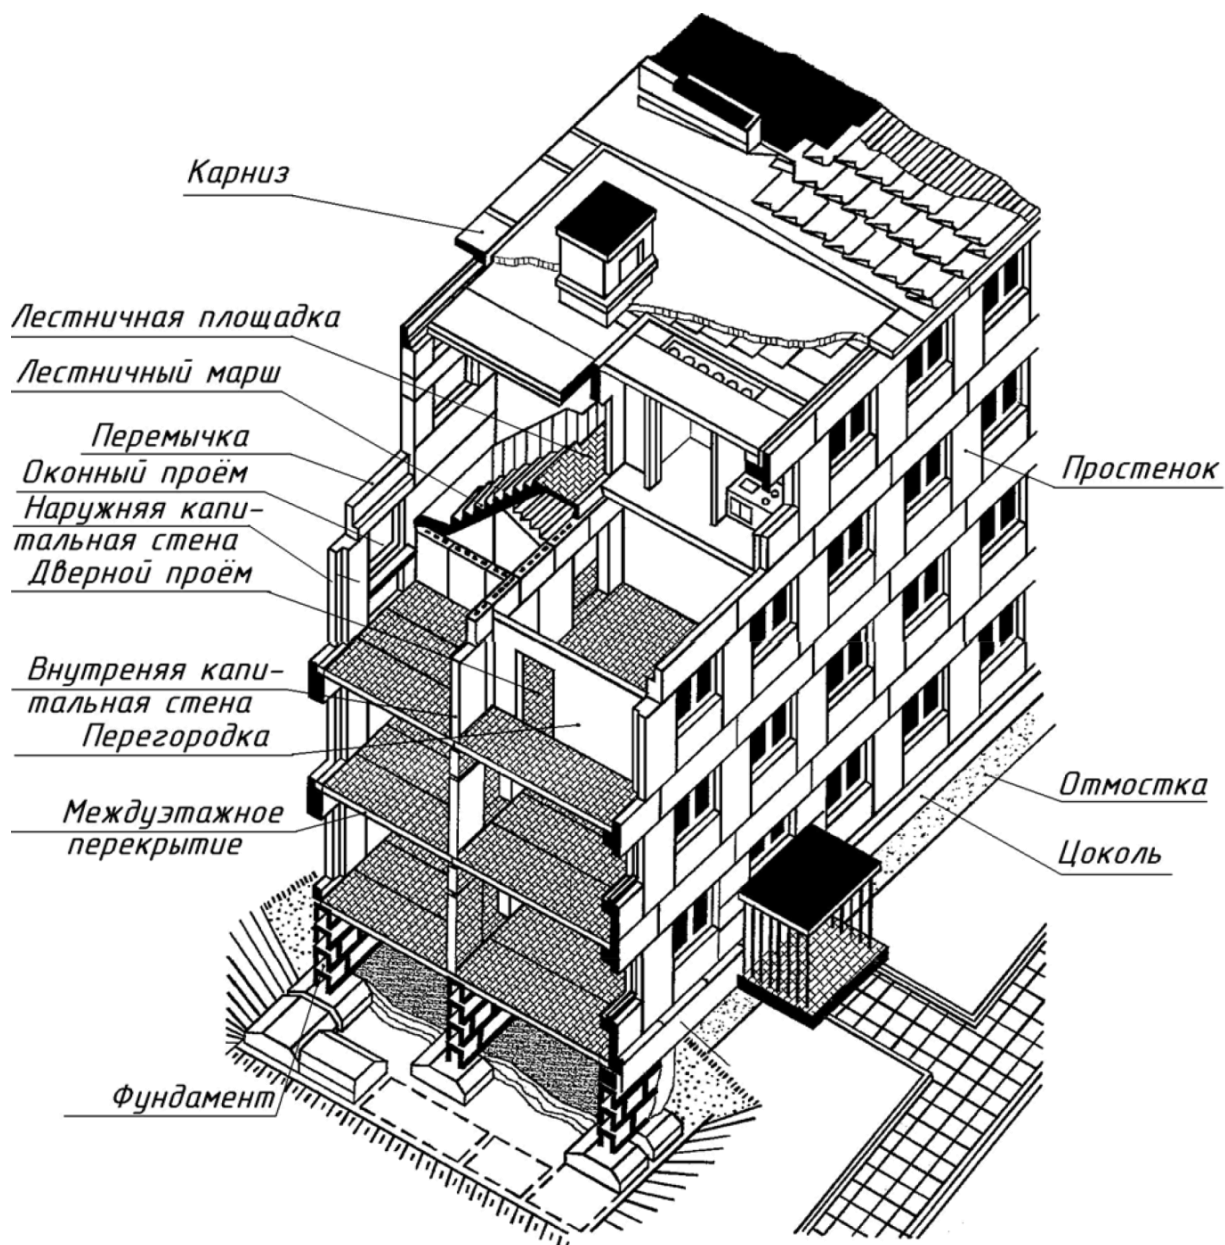 Карниз
Лестничная площадка
Лестничный марш
Перемычка
Оконный проём
Наружняя капи-
тальная стена
Дверной проём
Внутреняя капи-
тальная стена
Перегородка
Междуэтажное
перекрытие
Фундамент
Простенок
Отмостка
Цоколь